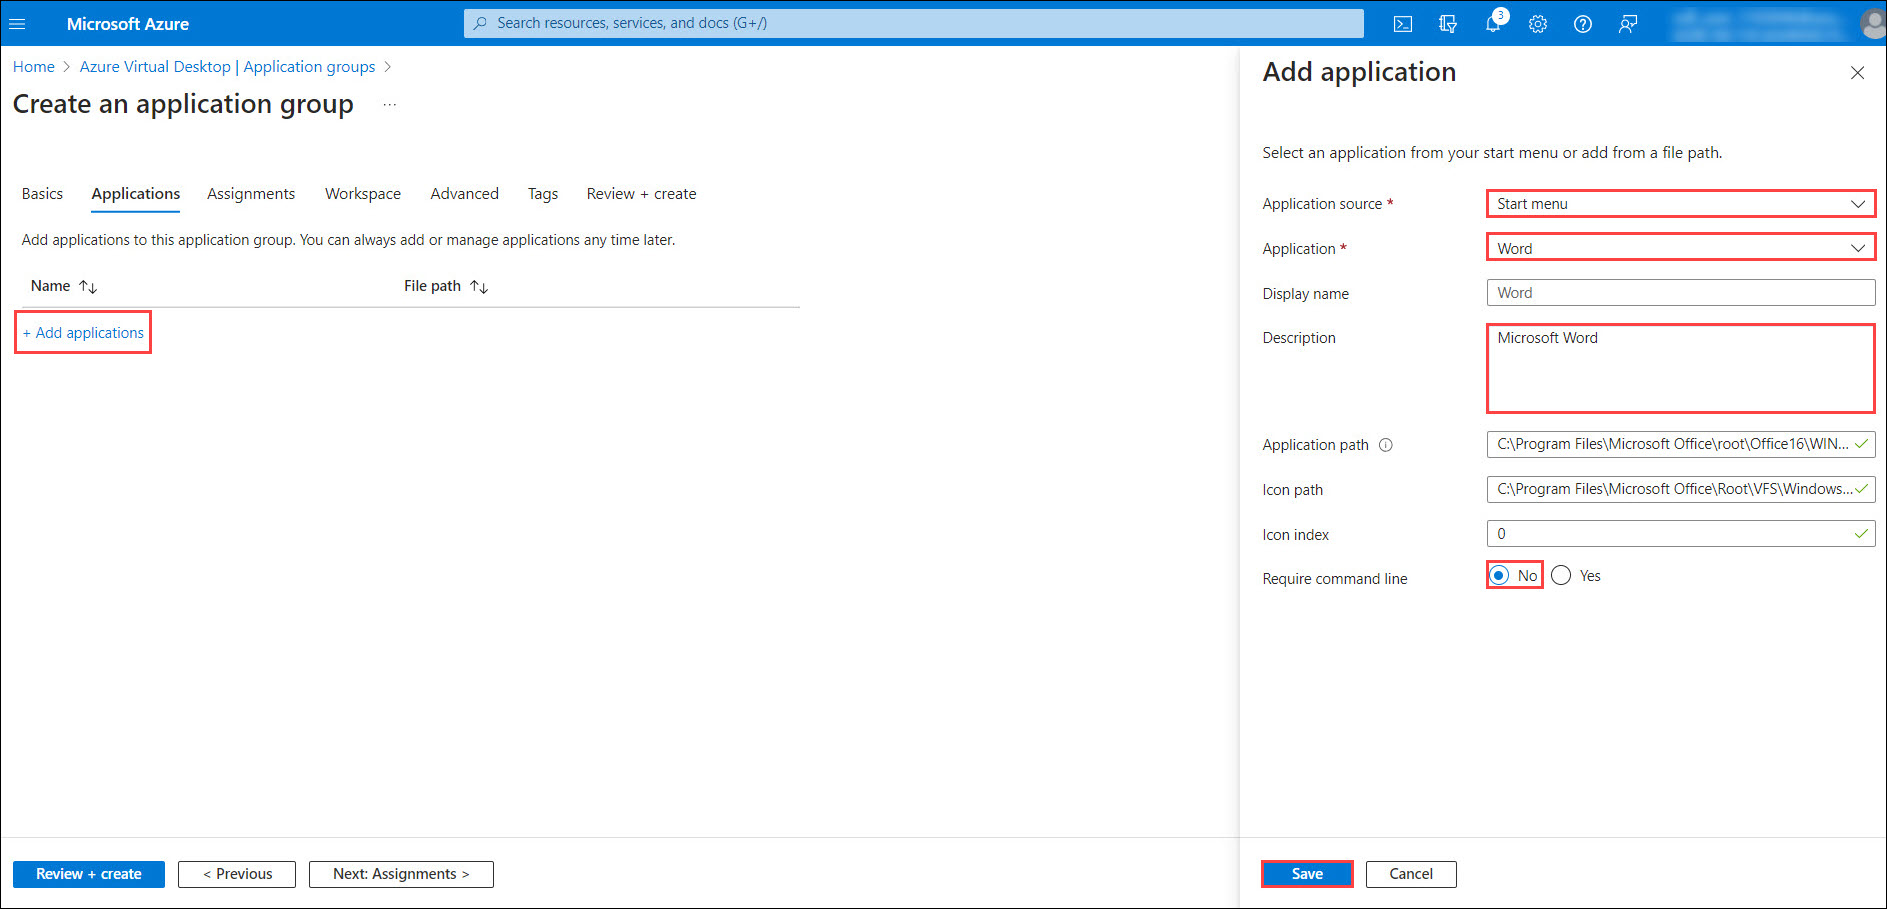 Microsoft Azure
Search resources, services, and docs (G+/)
3
Home > Azure Virtual Desktop | Application groups >
Create an application group ...
Basics Applications Assignments Workspace Advanced Tags Review + create
Add applications to this application group. You can always add or manage applications any time later.
Name ↑↓ File path ↑↓
+ Add applications
Review + create
< Previous
Next: Assignments >
Add application
Select an application from your start menu or add from a file path.
Application source * Start menu
Application * Word
Display name Word
Description Microsoft Word
Application path C:\Program Files\Microsoft Office\root\Office16\WIN...
Icon path C:\Program Files\Microsoft Office\Root\VFS\Windows...
Icon index 0
Require command line No Yes
Save
Cancel